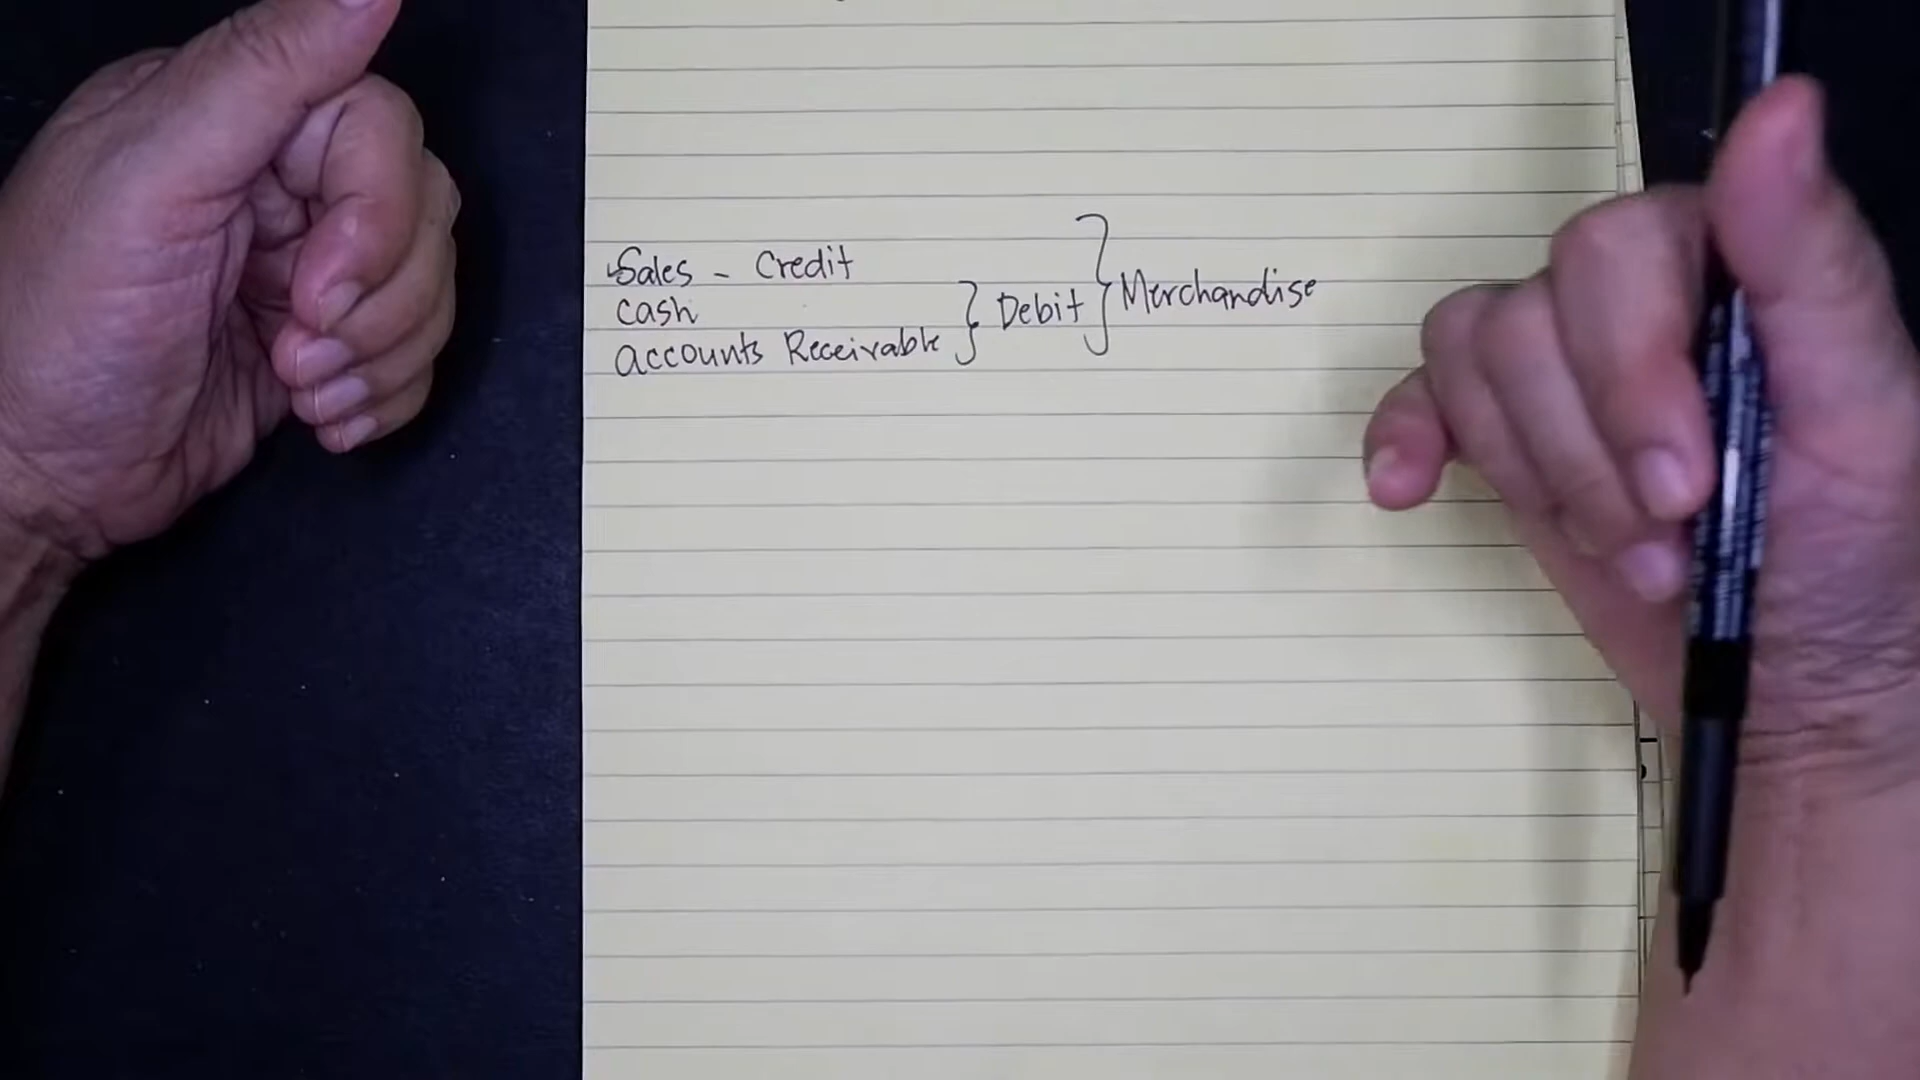 Sales - Credit
Cash
accounts Receivable } Debit } Merchandise